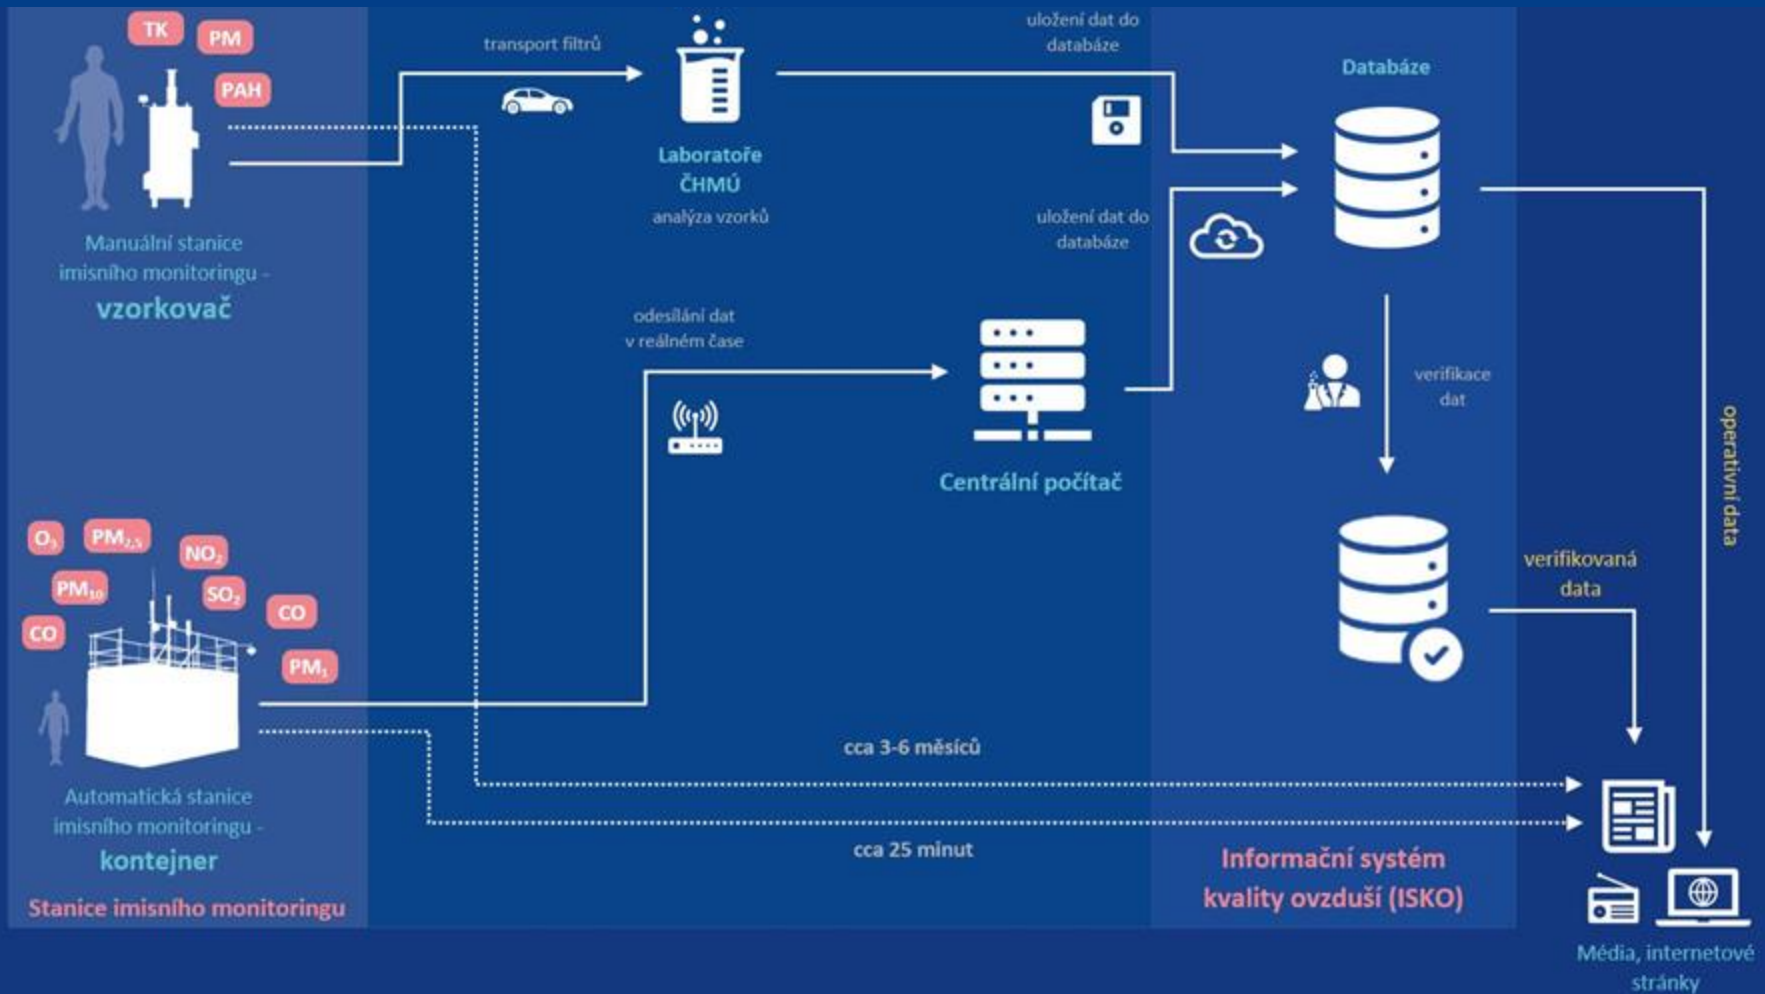 TK
PM
PAH
Manuální stanice
imisního monitoringu -
vzorkovač
transport filtrů
Laboratoře
ČHMÚ
analýza vzorků
uložení dat do
databáze
Databáze
uložení dat do
databáze
odesílání dat
v reálném čase
Centrální počítač
verifikace
dat
operativní data
verifikovaná
data
O₃
PM₂,₅
NO₂
PM₁₀
SO₂
CO
CO
PM₁
Automatická stanice
imisního monitoringu -
kontejner
Stanice imisního monitoringu
cca 3-6 měsíců
cca 25 minut
Informační systém
kvality ovzduší (ISKO)
Média, internetové
stránky